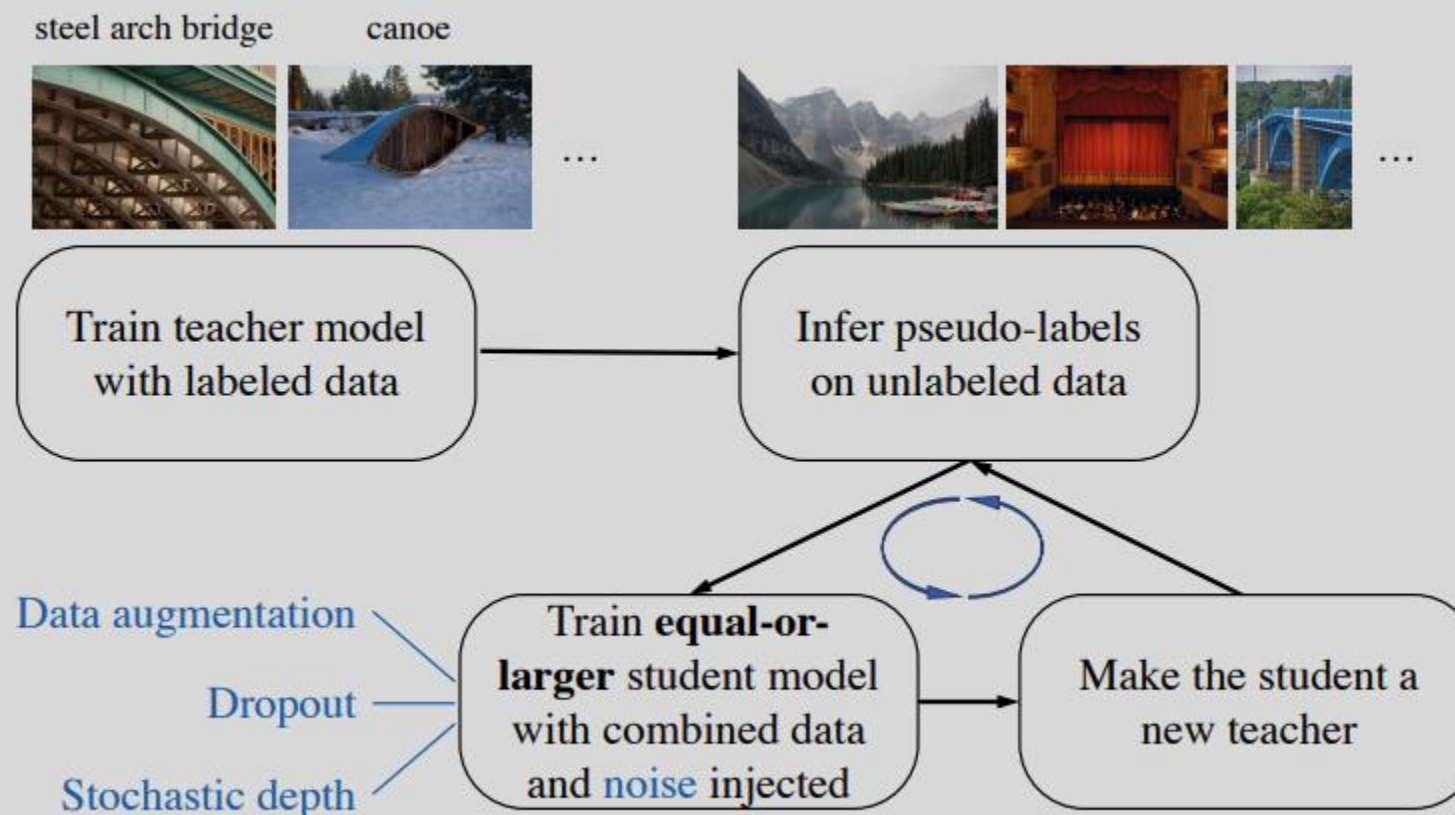 steel arch bridge canoe
... ...
Train teacher model
with labeled data
Infer pseudo-labels
on unlabeled data
Data augmentation
Dropout
Stochastic depth
Train equal-or-
larger student model
with combined data
and noise injected
Make the student a
new teacher